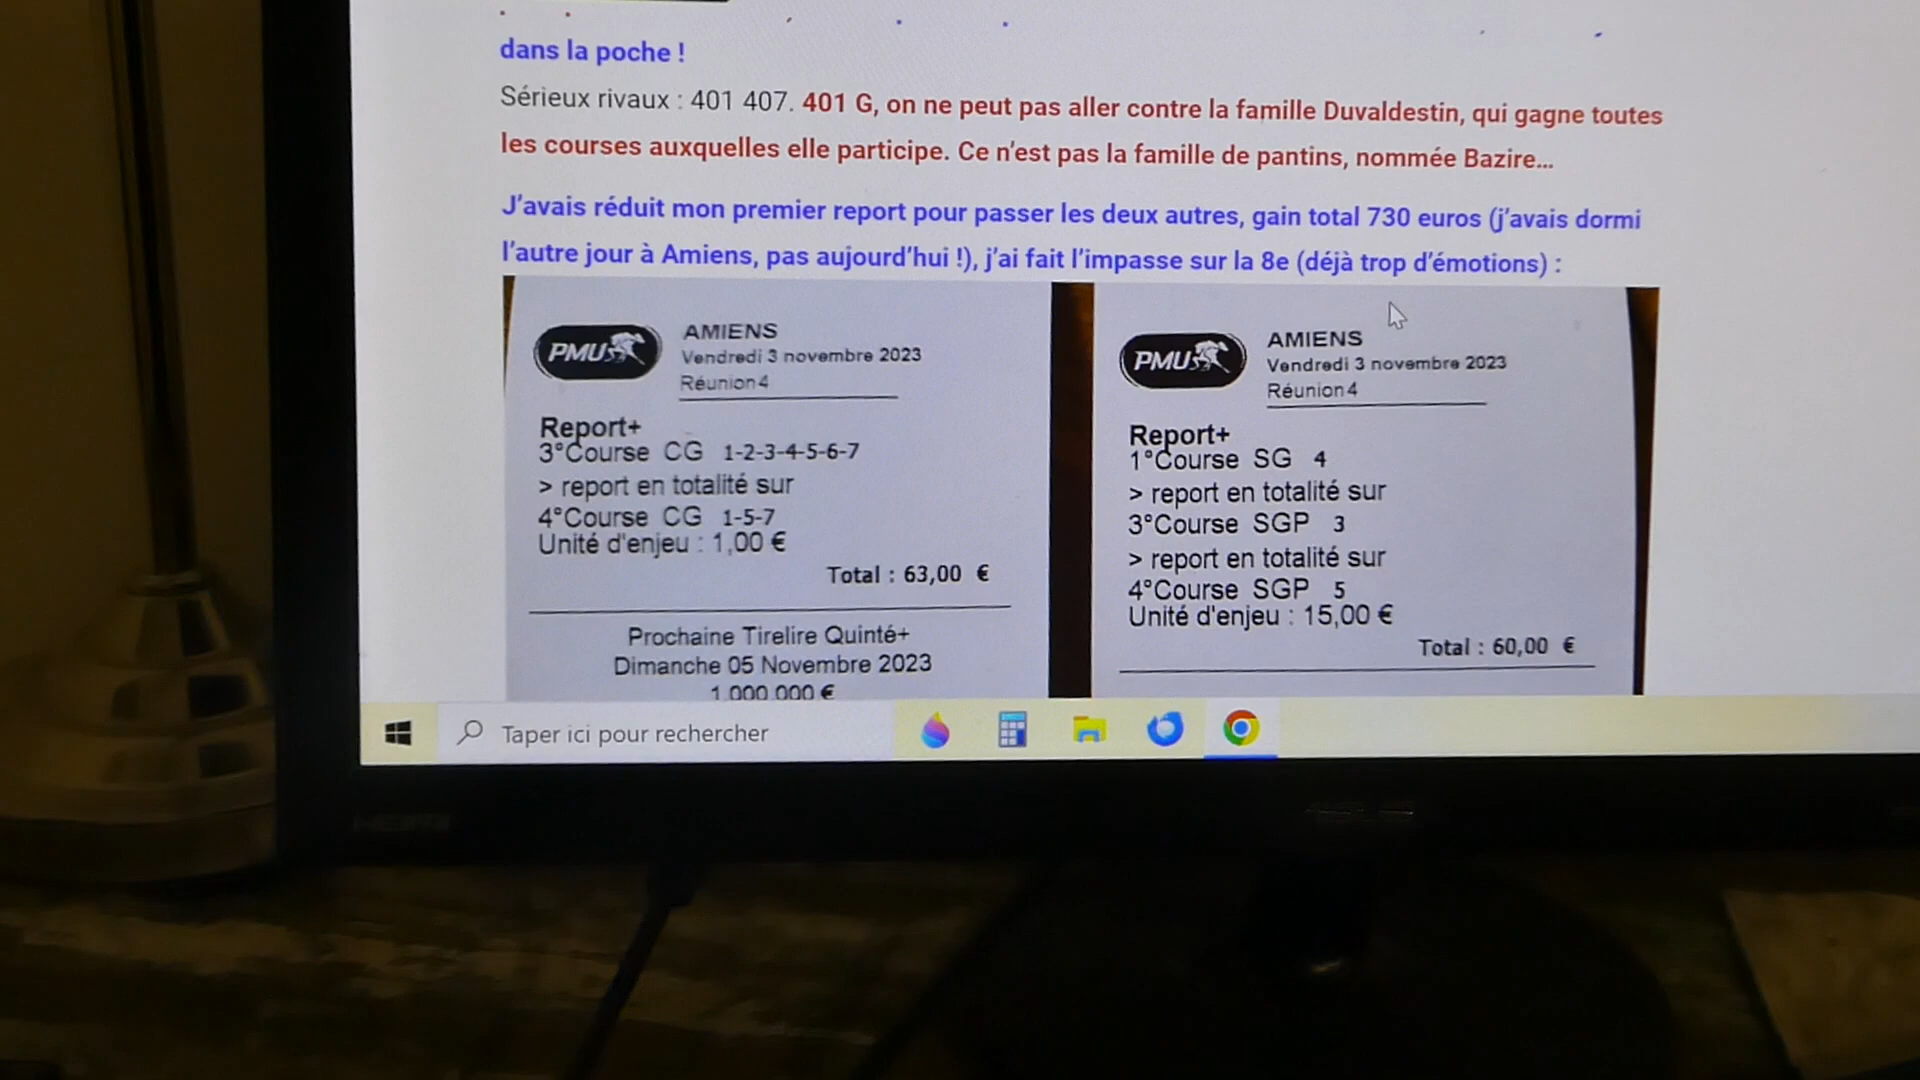 dans la poche !
Sérieux rivaux : 401 407. 401 G, on ne peut pas aller contre la famille Duvaldestin, qui gagne toutes
les courses auxquelles elle participe. Ce n'est pas la famille de pantins, nommée Bazire...
J'avais réduit mon premier report pour passer les deux autres, gain total 730 euros (j'avais dormi
l'autre jour à Amiens, pas aujourd'hui !), j'ai fait l'impasse sur la 8e (déjà trop d'émotions) :
PMU
AMIENS
Vendredi 3 novembre 2023
Réunion 4
Report+
3°Course CG 1-2-3-4-5-6-7
> report en totalité sur
4°Course CG 1-5-7
Unité d'enjeu : 1,00 €
Total : 63,00 €
Prochaine Tirelire Quinté+
Dimanche 05 Novembre 2023
1 000 000 €
PMU
AMIENS
Vendredi 3 novembre 2023
Réunion 4
Report+
1°Course SG 4
> report en totalité sur
3°Course SGP 3
> report en totalité sur
4°Course SGP 5
Unité d'enjeu : 15,00 €
Total : 60,00 €
Taper ici pour rechercher